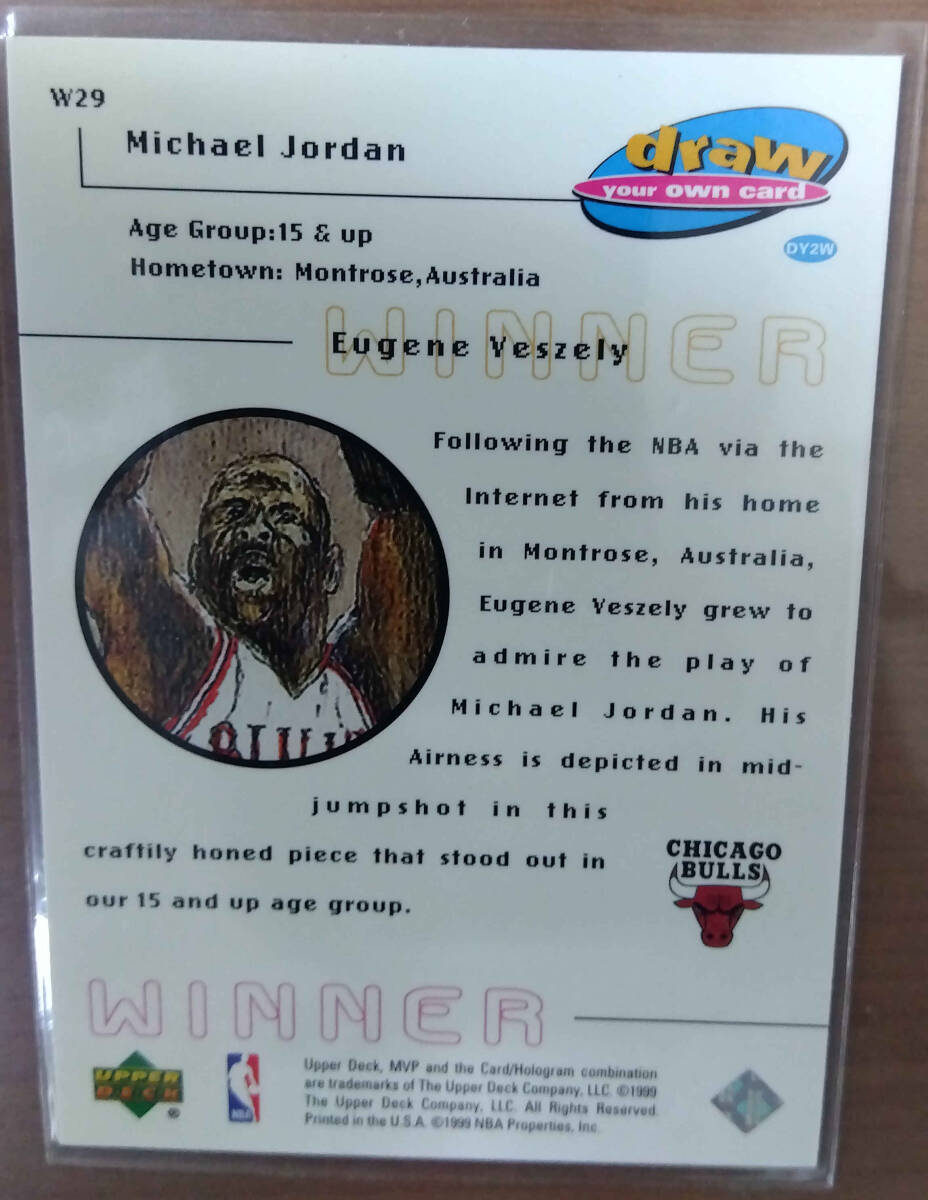 W29
Michael Jordan
draw
your own card
DY2W
Age Group:15 & up
Hometown: Montrose,Australia
WINNER
Eugene Veszely
Following the NBA via the
Internet from his home
in Montrose, Australia,
Eugene Veszely grew to
admire the play of
Michael Jordan. His
Airness is depicted in mid-
jumpshot in this
craftily honed piece that stood out in
our 15 and up age group.
CHICAGO
BULLS
WINNER
UPPER
DECK
®
NBA
Upper Deck, MVP and the Card/Hologram combination
are trademarks of The Upper Deck Company, LLC. ©1999
The Upper Deck Company, LLC. All Rights Reserved.
Printed in the U.S.A. ©1999 NBA Properties, Inc.